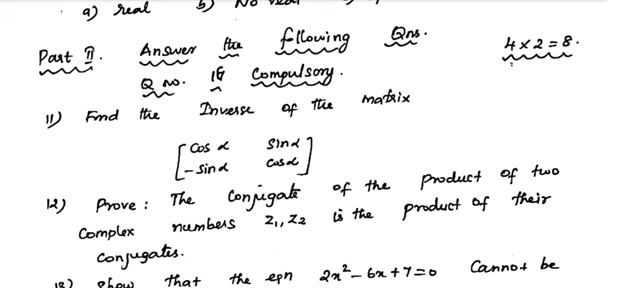 a) real b) No real
Part II. Answer the fllowing Qns. 4 x 2 = 8.
Q no. 16 Compulsory.
11) Find the Inverse of the matrix
[ Cos α Sin α
- Sin α Cos α ]
12) Prove : The Conjugate of the product of two
Complex numbers Z₁, Z₂ is the product of their
Conjugates.
13) Show that the eqn 2x² - 6x + 7 = 0 Cannot be